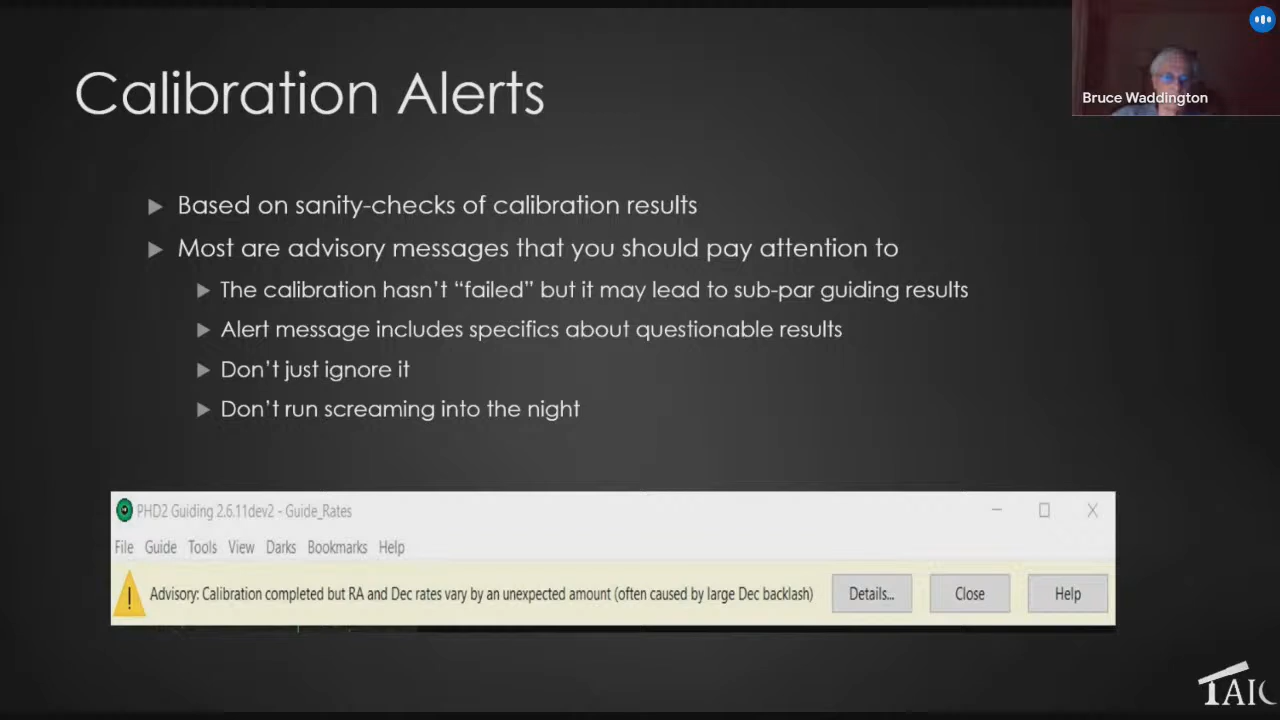 Calibration Alerts
Bruce Waddington
Based on sanity-checks of calibration results
Most are advisory messages that you should pay attention to
The calibration hasn't “failed” but it may lead to sub-par guiding results
Alert message includes specifics about questionable results
Don't just ignore it
Don't run screaming into the night
PHD2 Guiding 2.6.11dev2 - Guide_Rates
File Guide Tools View Darks Bookmarks Help
Advisory: Calibration completed but RA and Dec rates vary by an unexpected amount (often caused by large Dec backlash) Details... Close Help
TAIC